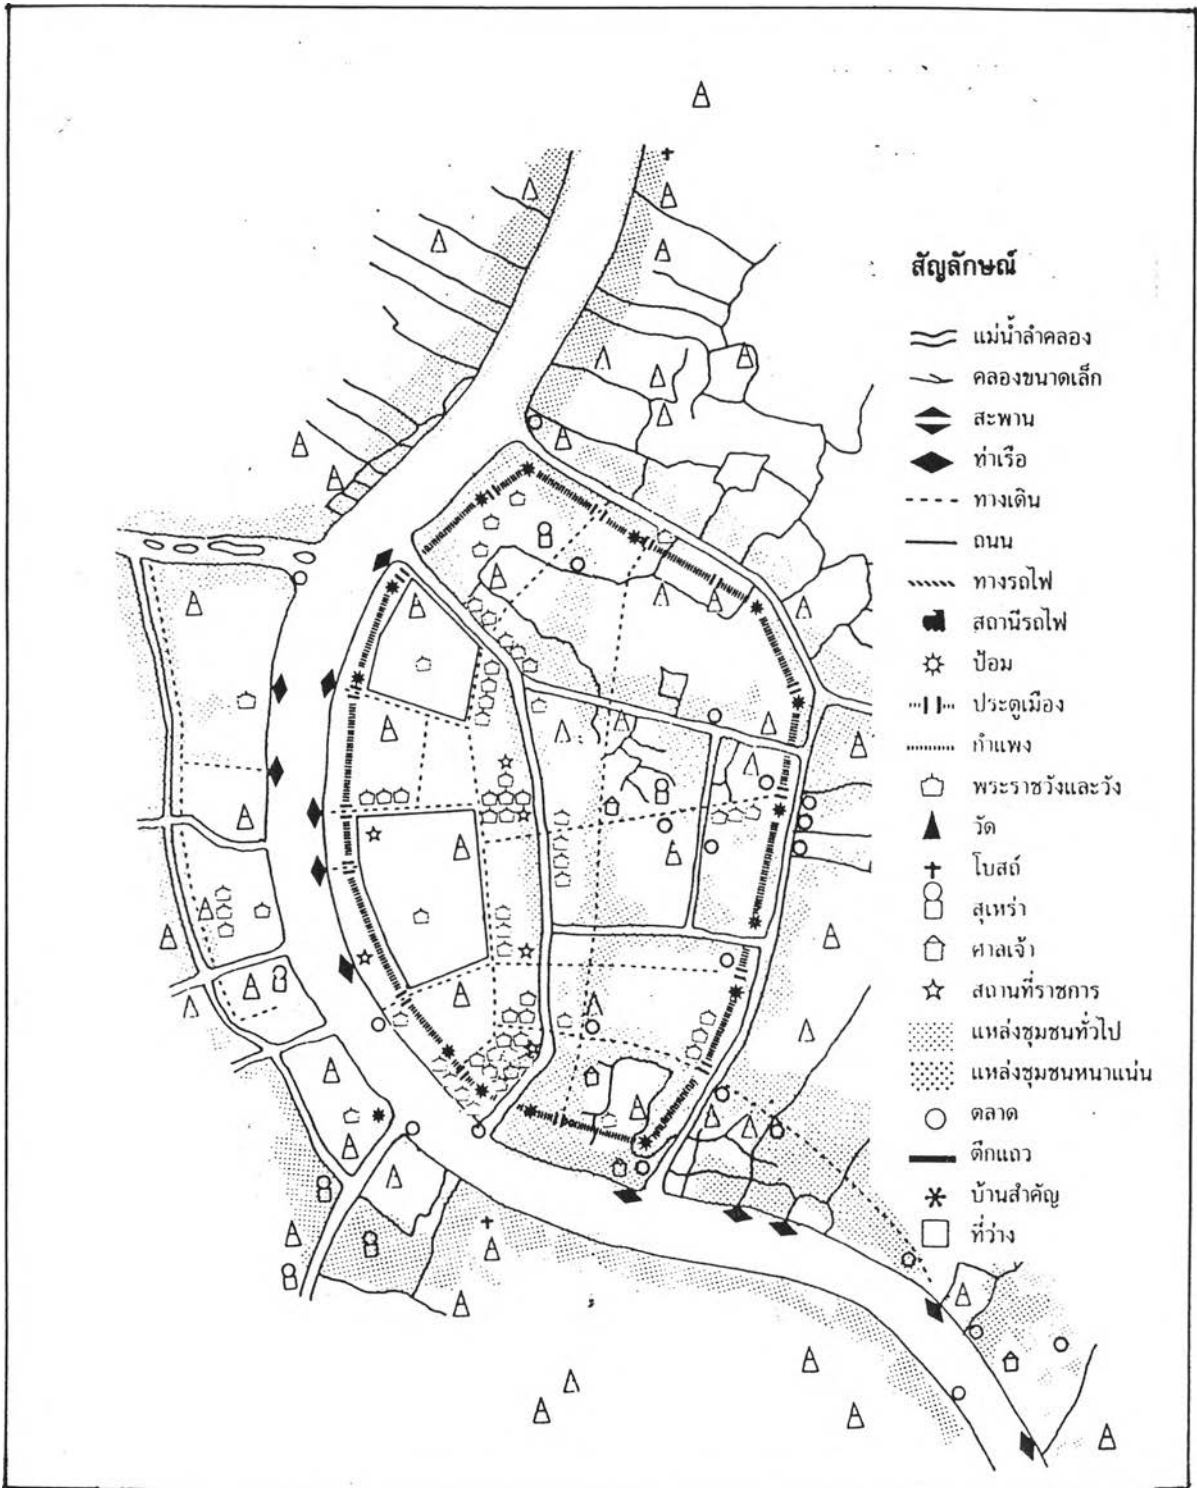 สัญลักษณ์
แม่น้ำลำคลอง
คลองขนาดเล็ก
สะพาน
ท่าเรือ
ทางเดิน
ถนน
ทางรถไฟ
สถานีรถไฟ
ป้อม
ประตูเมือง
กำแพง
พระราชวังและวัง
วัด
โบสถ์
สุเหร่า
ศาลเจ้า
สถานที่ราชการ
แหล่งชุมชนทั่วไป
แหล่งชุมชนหนาแน่น
ตลาด
ตึกแถว
บ้านสำคัญ
ที่ว่าง